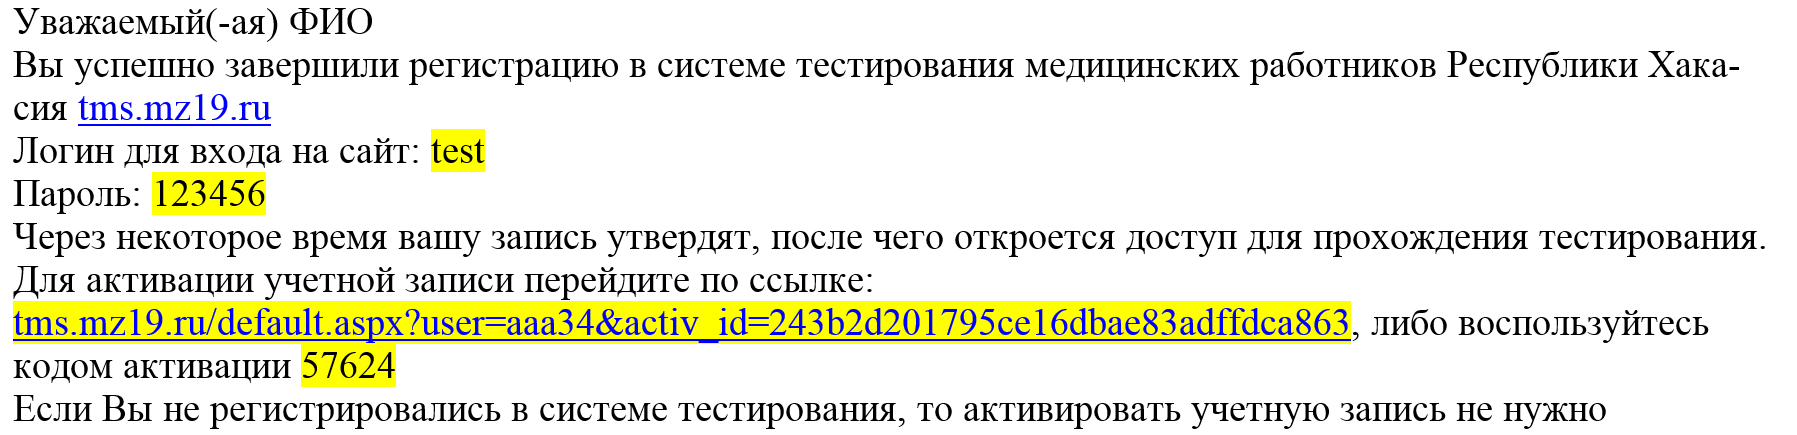 Уважаемый(-ая) ФИО
Вы успешно завершили регистрацию в системе тестирования медицинских работников Республики Хака-
сия tms.mz19.ru
Логин для входа на сайт: test
Пароль: 123456
Через некоторое время вашу запись утвердят, после чего откроется доступ для прохождения тестирования.
Для активации учетной записи перейдите по ссылке:
tms.mz19.ru/default.aspx?user=aaa34&activ_id=243b2d201795ce16dbae83adffdca863, либо воспользуйтесь
кодом активации 57624
Если Вы не регистрировались в системе тестирования, то активировать учетную запись не нужно